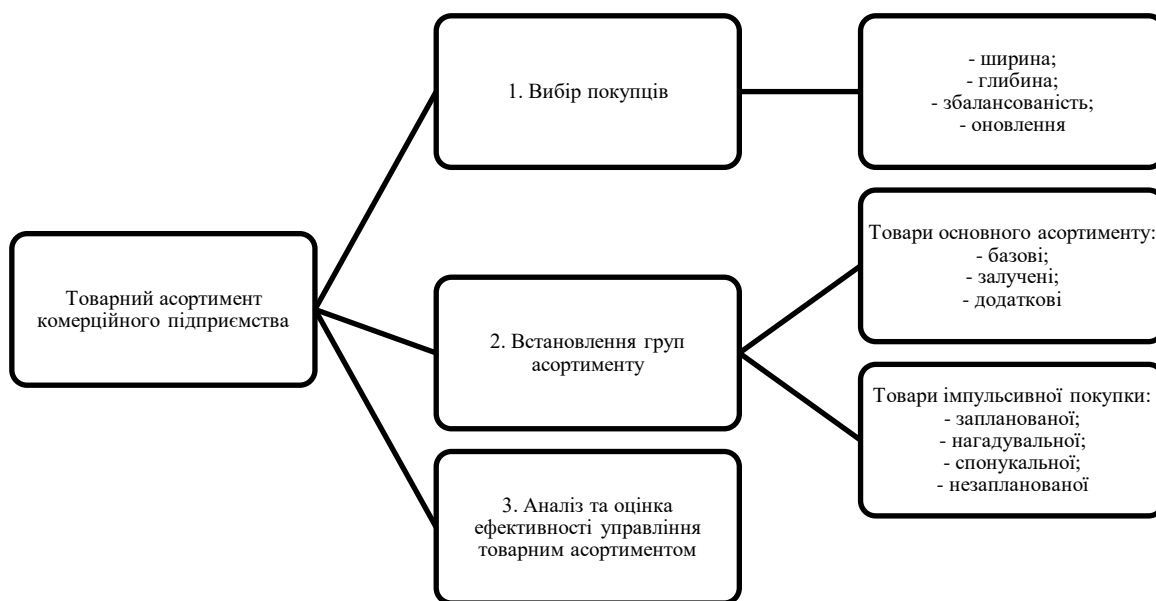 Товарний асортимент
комерційного підприємства
1. Вибір покупців
- ширина;
- глибина;
- збалансованість;
- оновлення
2. Встановлення груп
асортименту
Товари основного асортименту:
- базові;
- залучені;
- додаткові
Товари імпульсивної покупки:
- запланованої;
- нагадувальної;
- спонукальної;
- незапланованої
3. Аналіз та оцінка
ефективності управління
товарним асортиментом